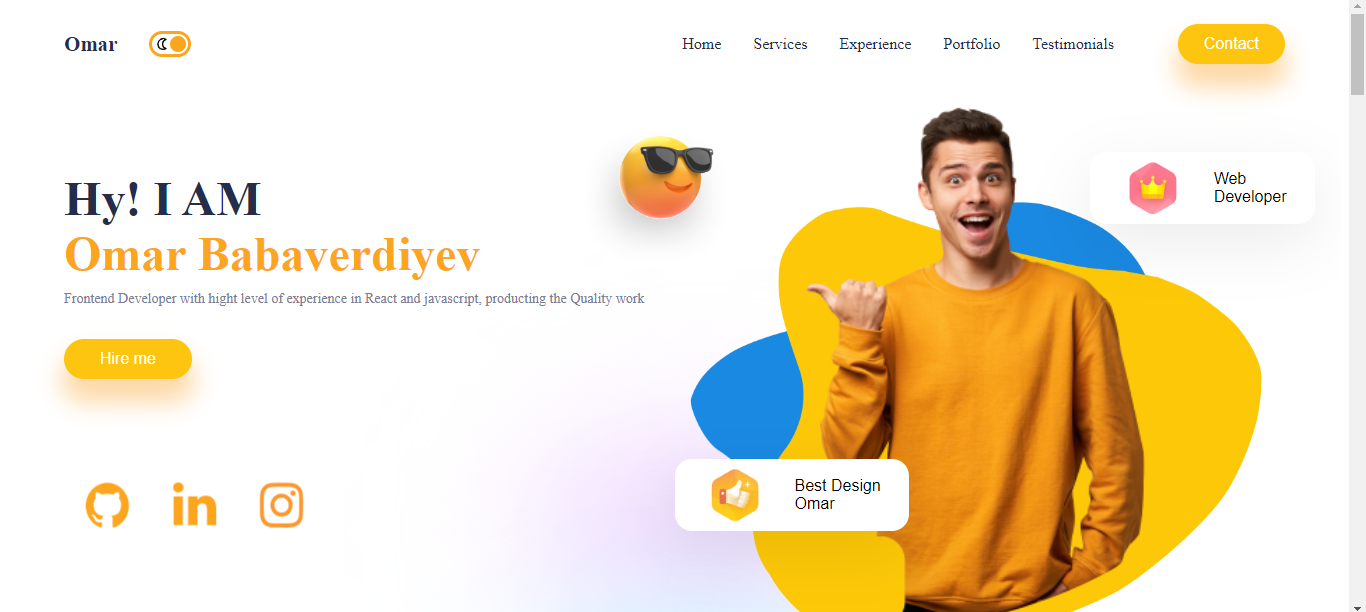 Omar
Home Services Experience Portfolio Testimonials Contact
Hy! I AM
Omar Babaverdiyev
Frontend Developer with hight level of experience in React and javascript, producting the Quality work
Hire me
Web
Developer
Best Design
Omar
in